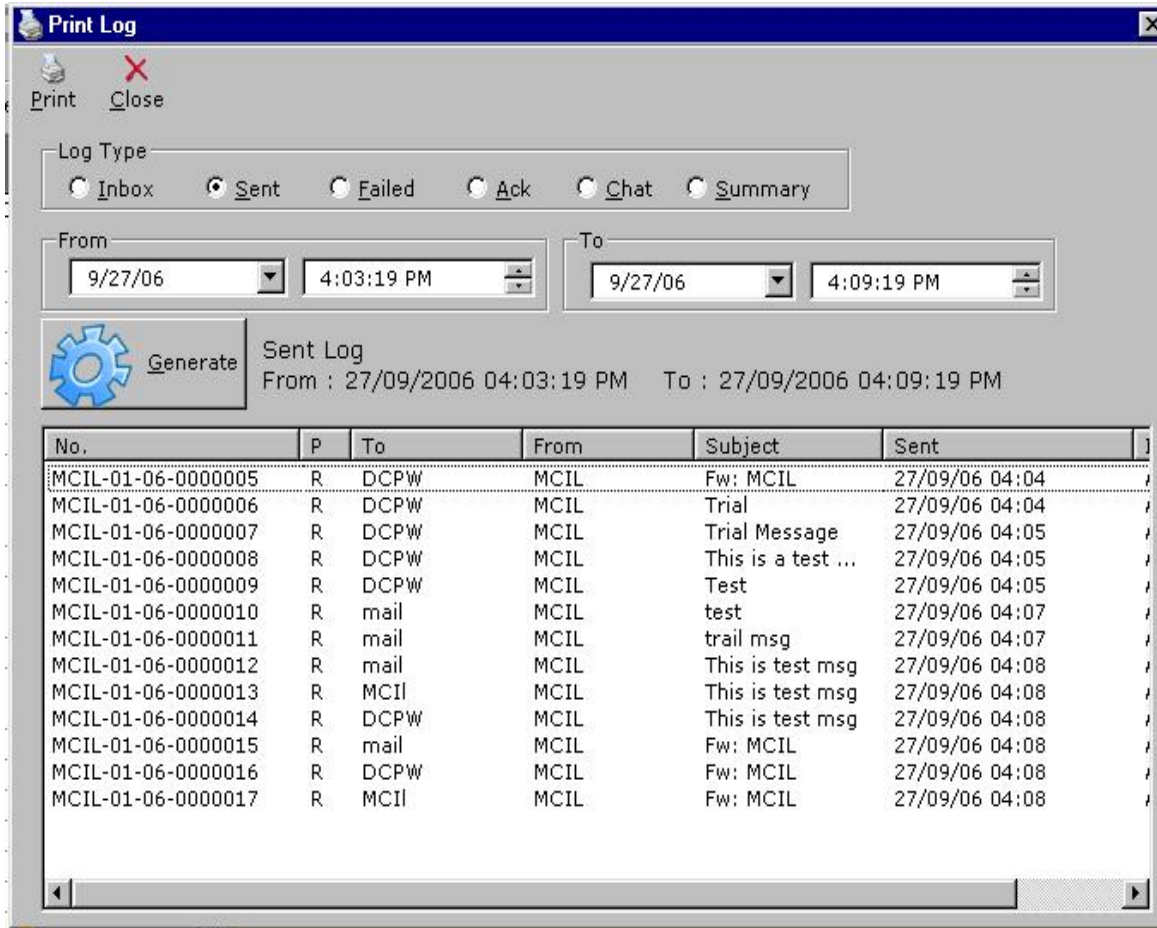 Print Log
Print Close
Log Type
Inbox Sent Failed Ack Chat Summary
From To
9/27/06 4:03:19 PM 9/27/06 4:09:19 PM
Generate
Sent Log
From : 27/09/2006 04:03:19 PM To : 27/09/2006 04:09:19 PM
No. P To From Subject Sent
MCIL-01-06-0000005 R DCPW MCIL Fw: MCIL 27/09/06 04:04
MCIL-01-06-0000006 R DCPW MCIL Trial 27/09/06 04:04
MCIL-01-06-0000007 R DCPW MCIL Trial Message 27/09/06 04:05
MCIL-01-06-0000008 R DCPW MCIL This is a test ... 27/09/06 04:05
MCIL-01-06-0000009 R DCPW MCIL Test 27/09/06 04:05
MCIL-01-06-0000010 R mail MCIL test 27/09/06 04:07
MCIL-01-06-0000011 R mail MCIL trail msg 27/09/06 04:07
MCIL-01-06-0000012 R mail MCIL This is test msg 27/09/06 04:08
MCIL-01-06-0000013 R MCIl MCIL This is test msg 27/09/06 04:08
MCIL-01-06-0000014 R DCPW MCIL This is test msg 27/09/06 04:08
MCIL-01-06-0000015 R mail MCIL Fw: MCIL 27/09/06 04:08
MCIL-01-06-0000016 R DCPW MCIL Fw: MCIL 27/09/06 04:08
MCIL-01-06-0000017 R MCIl MCIL Fw: MCIL 27/09/06 04:08